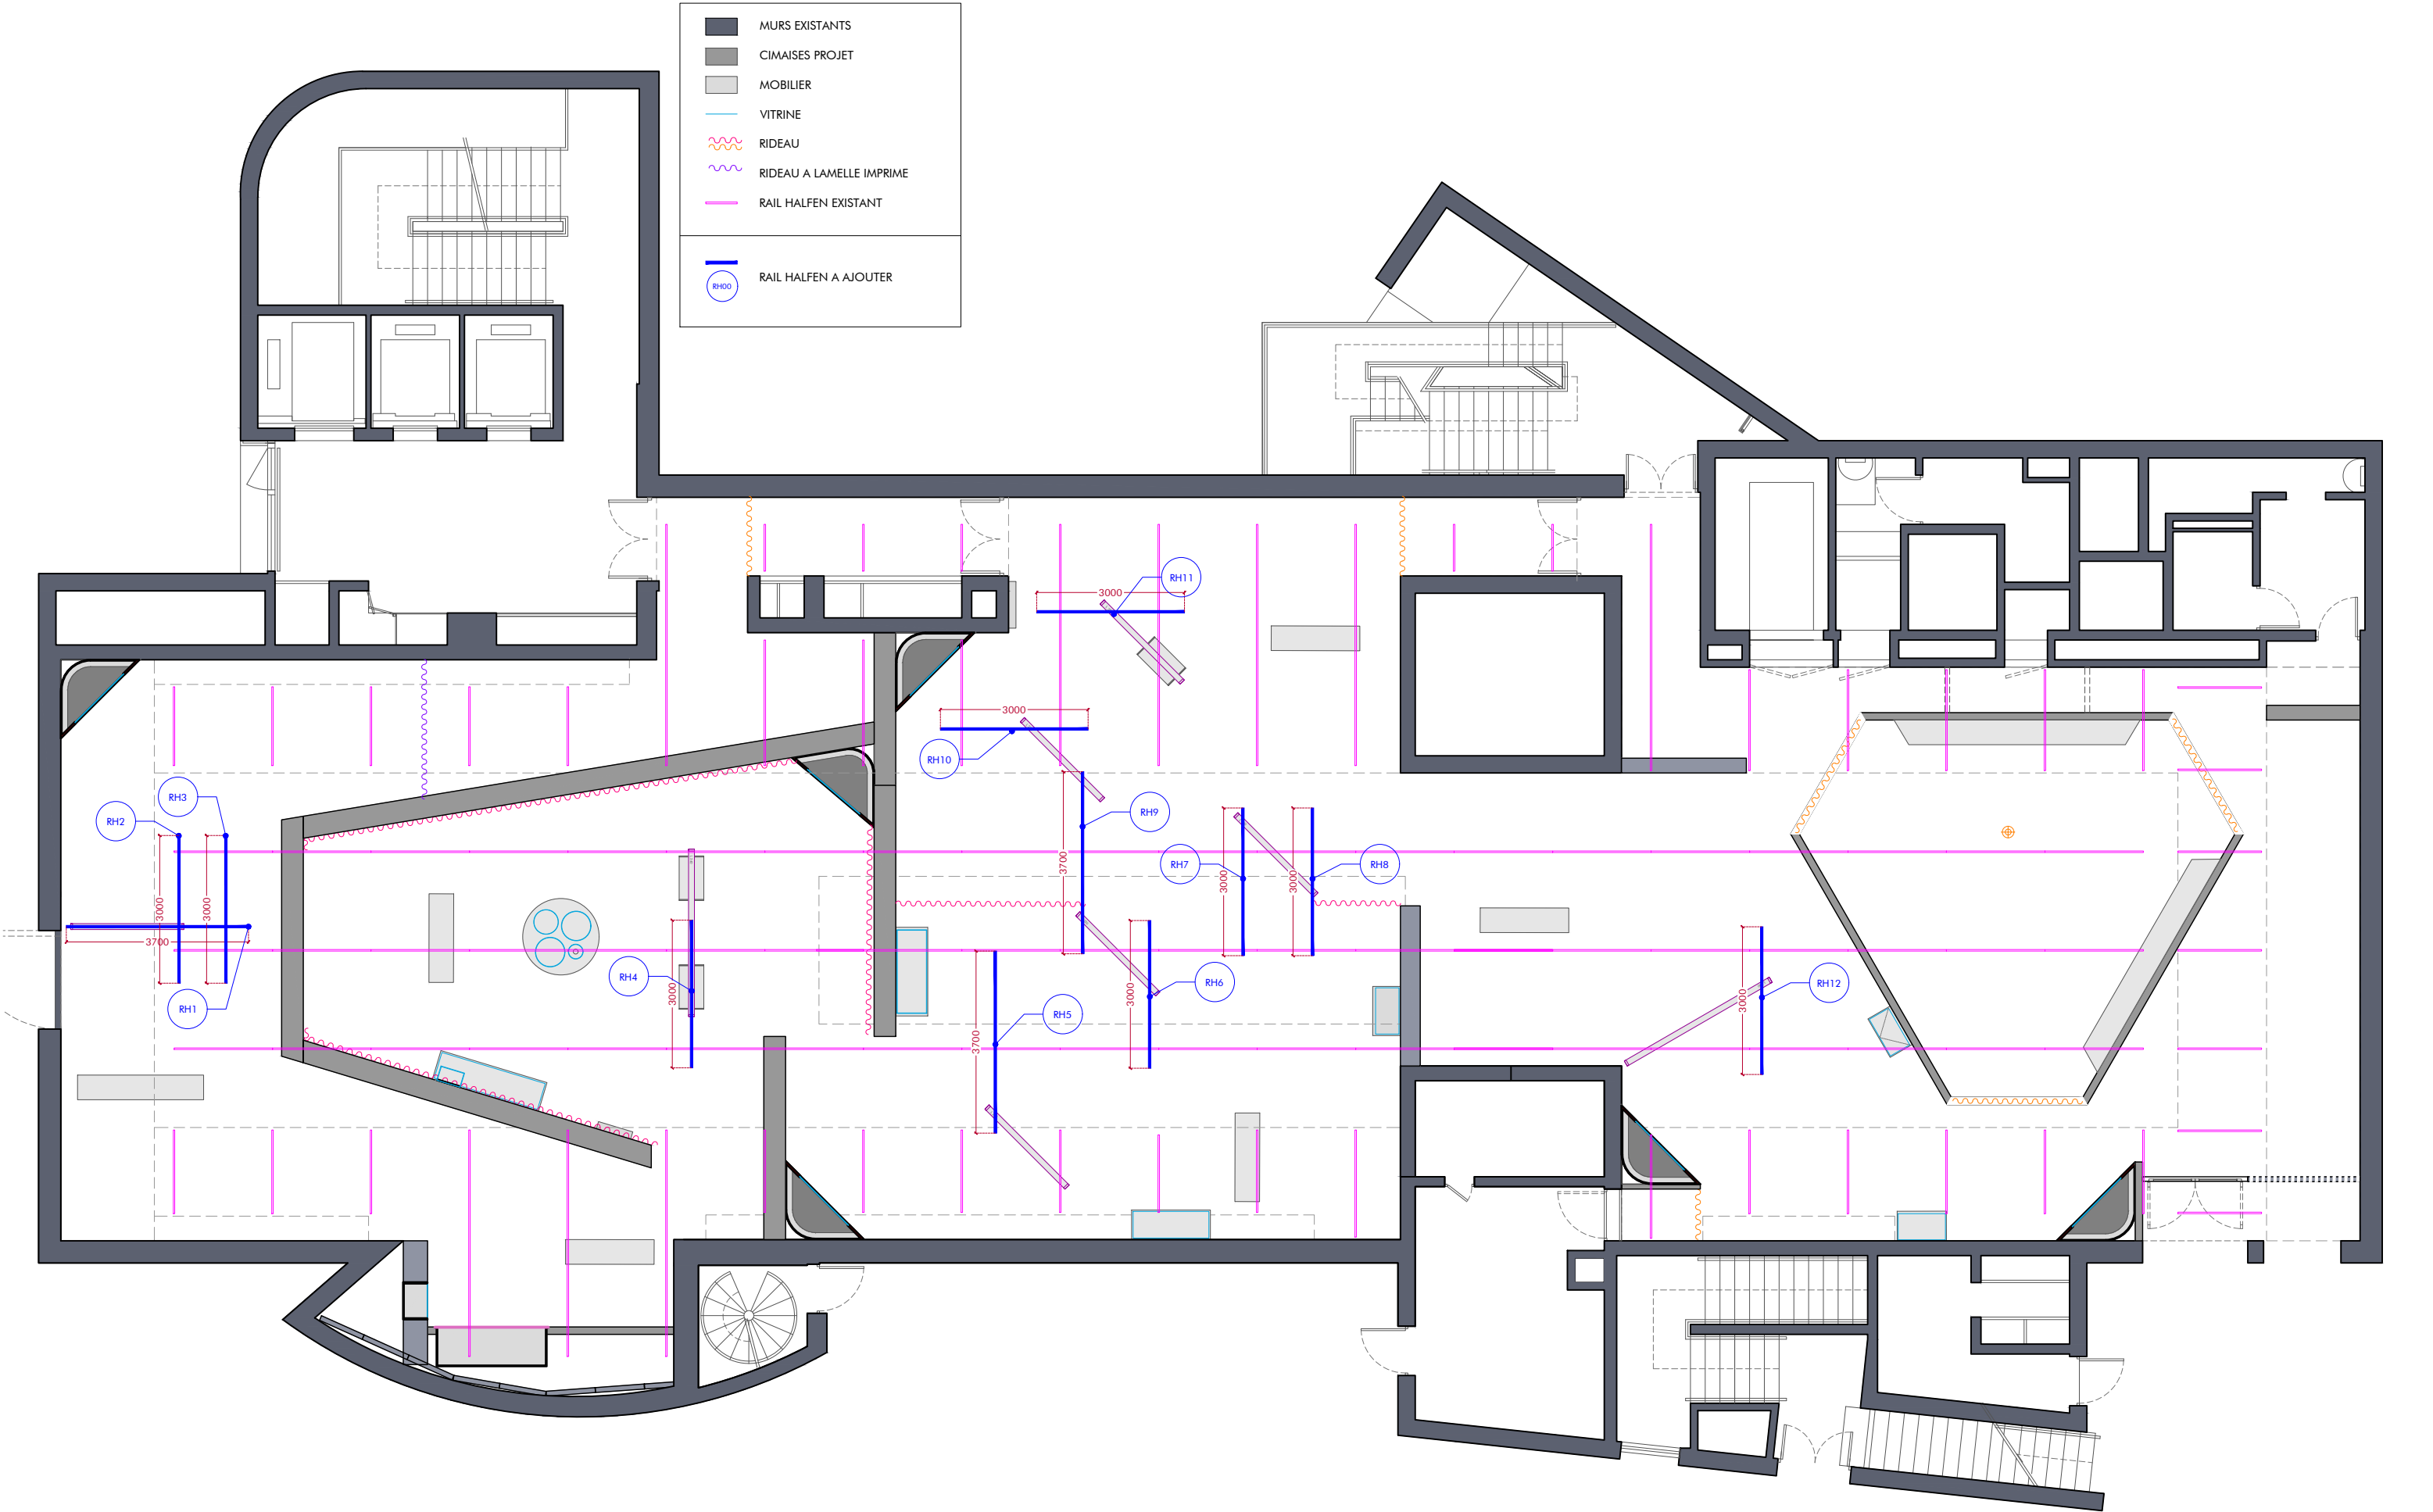 MURS EXISTANTS
CIMAISES PROJET
MOBILIER
VITRINE
RIDEAU
RIDEAU A LAMELLE IMPRIME
RAIL HALFEN EXISTANT
RH00
RAIL HALFEN A AJOUTER
RH11
3000
3000
RH10
RH3
RH2
RH9
RH7
RH8
3700
3000
3000
3000
3000
3700
RH1
RH4
3000
RH5
3700
3000
RH6
3000
RH12